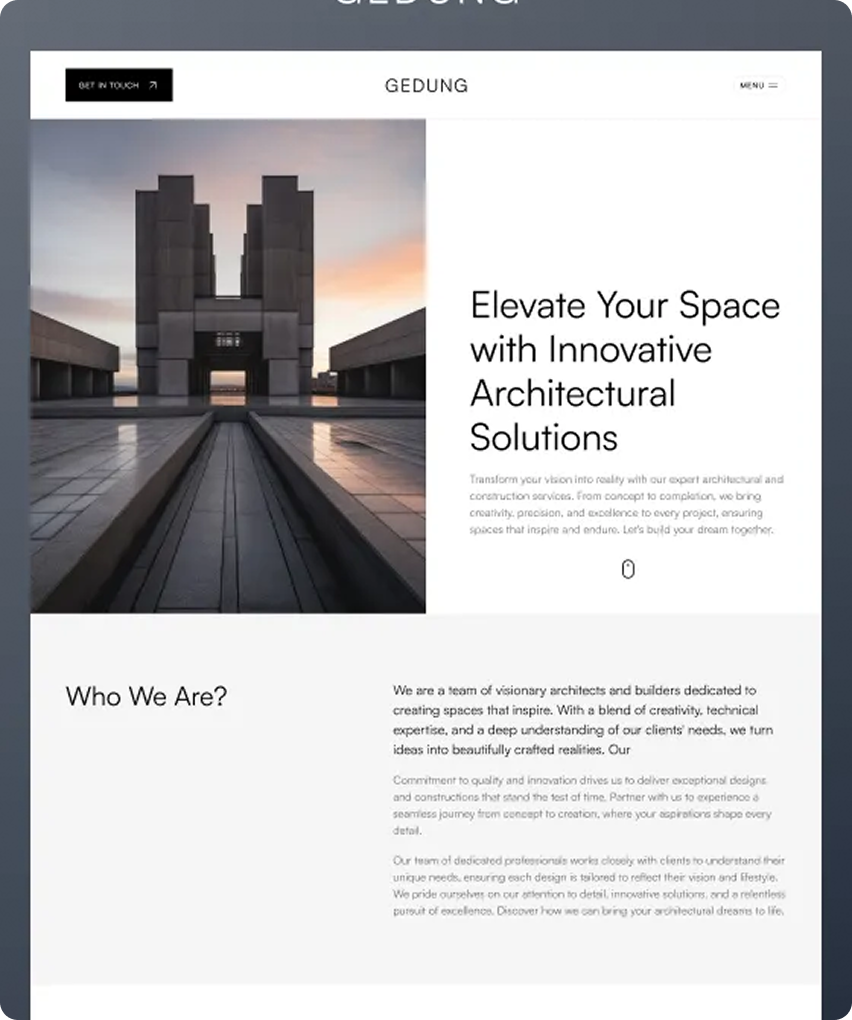 GEDUNG
GET IN TOUCH
GEDUNG
MENU
Elevate Your Space
with Innovative
Architectural
Solutions
Transform your vision into reality with our expert architectural and
construction services. From concept to completion, we bring
creativity, precision, and excellence to every project, ensuring
spaces that inspire and endure. Let's build your dream together.
Who We Are?
We are a team of visionary architects and builders dedicated to
creating spaces that inspire. With a blend of creativity, technical
expertise, and a deep understanding of our clients' needs, we turn
ideas into beautifully crafted realities. Our
Commitment to quality and innovation drives us to deliver exceptional designs
and constructions that stand the test of time. Partner with us to experience a
seamless journey from concept to creation, where your aspirations shape every
detail.
Our team of dedicated professionals works closely with clients to understand their
unique needs, ensuring each design is tailored to reflect their vision and lifestyle.
We pride ourselves on our attention to detail, innovative solutions, and a relentless
pursuit of excellence. Discover how we can bring your architectural dreams to life.